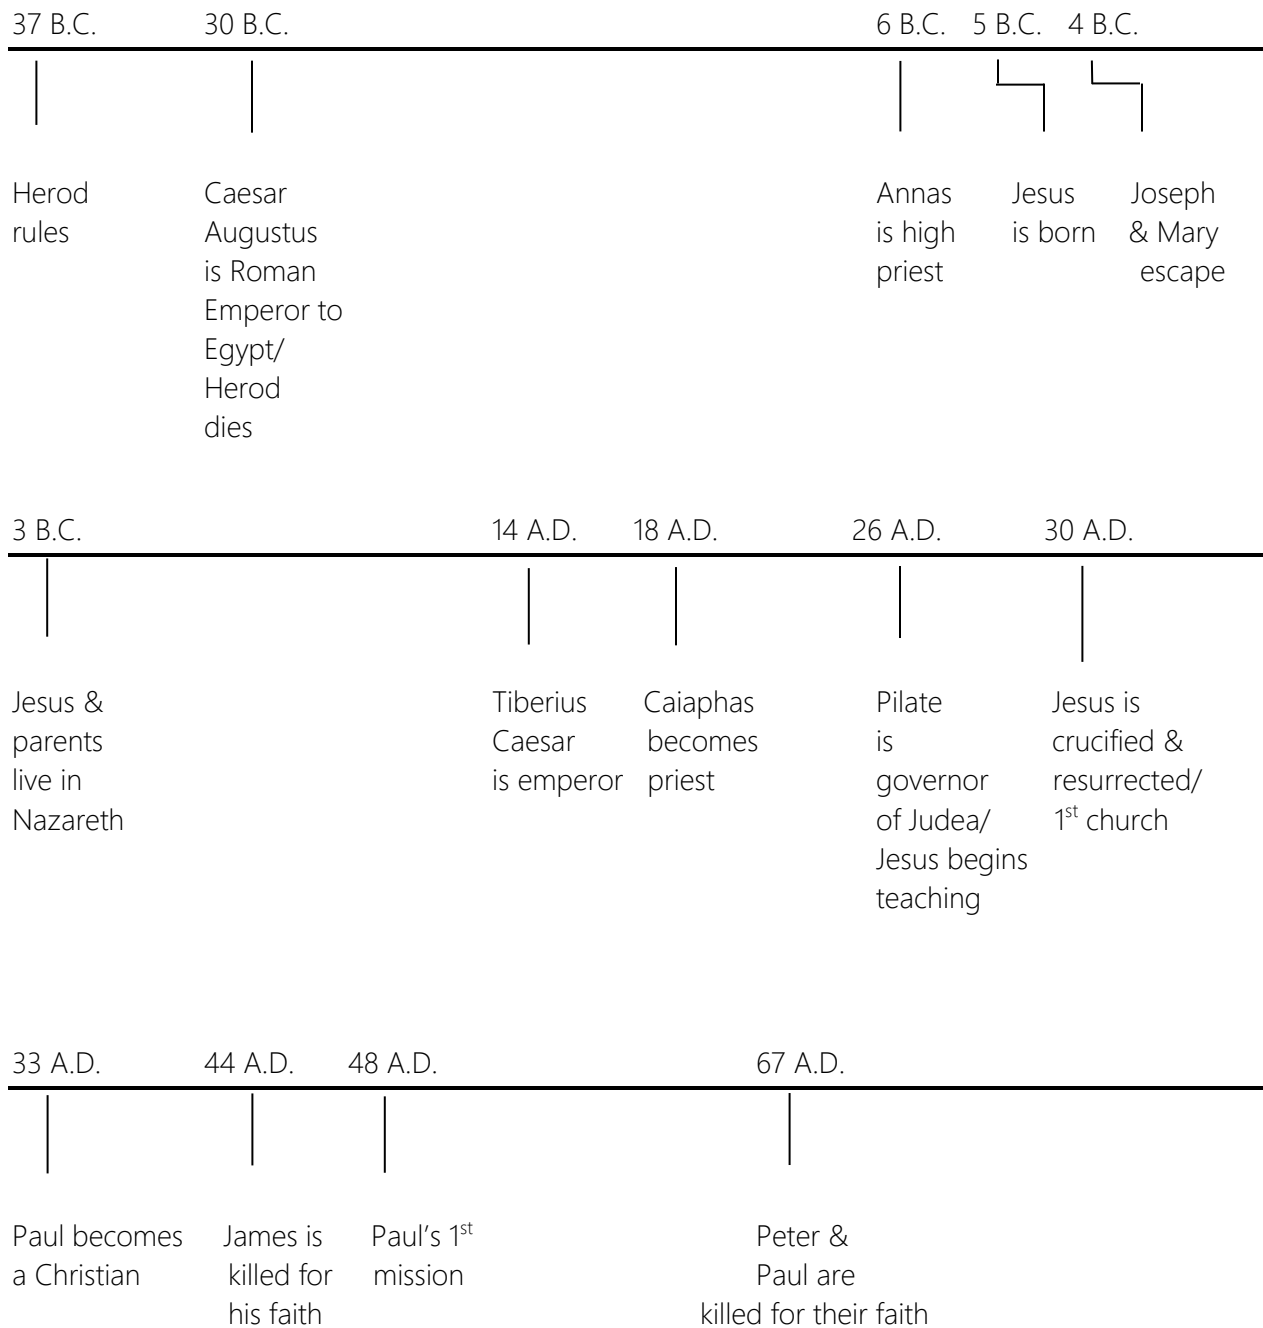 37 B.C. 30 B.C. 6 B.C. 5 B.C. 4 B.C.
Herod Caesar Annas Jesus Joseph
rules Augustus is high is born & Mary
is Roman priest escape
Emperor to
Egypt/
Herod
dies
3 B.C. 14 A.D. 18 A.D. 26 A.D. 30 A.D.
Jesus & Tiberius Caiaphas Pilate Jesus is
parents Caesar becomes is crucified &
live in is emperor priest governor resurrected/
Nazareth of Judea/ 1st church
Jesus begins
teaching
33 A.D. 44 A.D. 48 A.D. 67 A.D.
Paul becomes James is Paul’s 1st Peter &
a Christian killed for mission Paul are
his faith killed for their faith